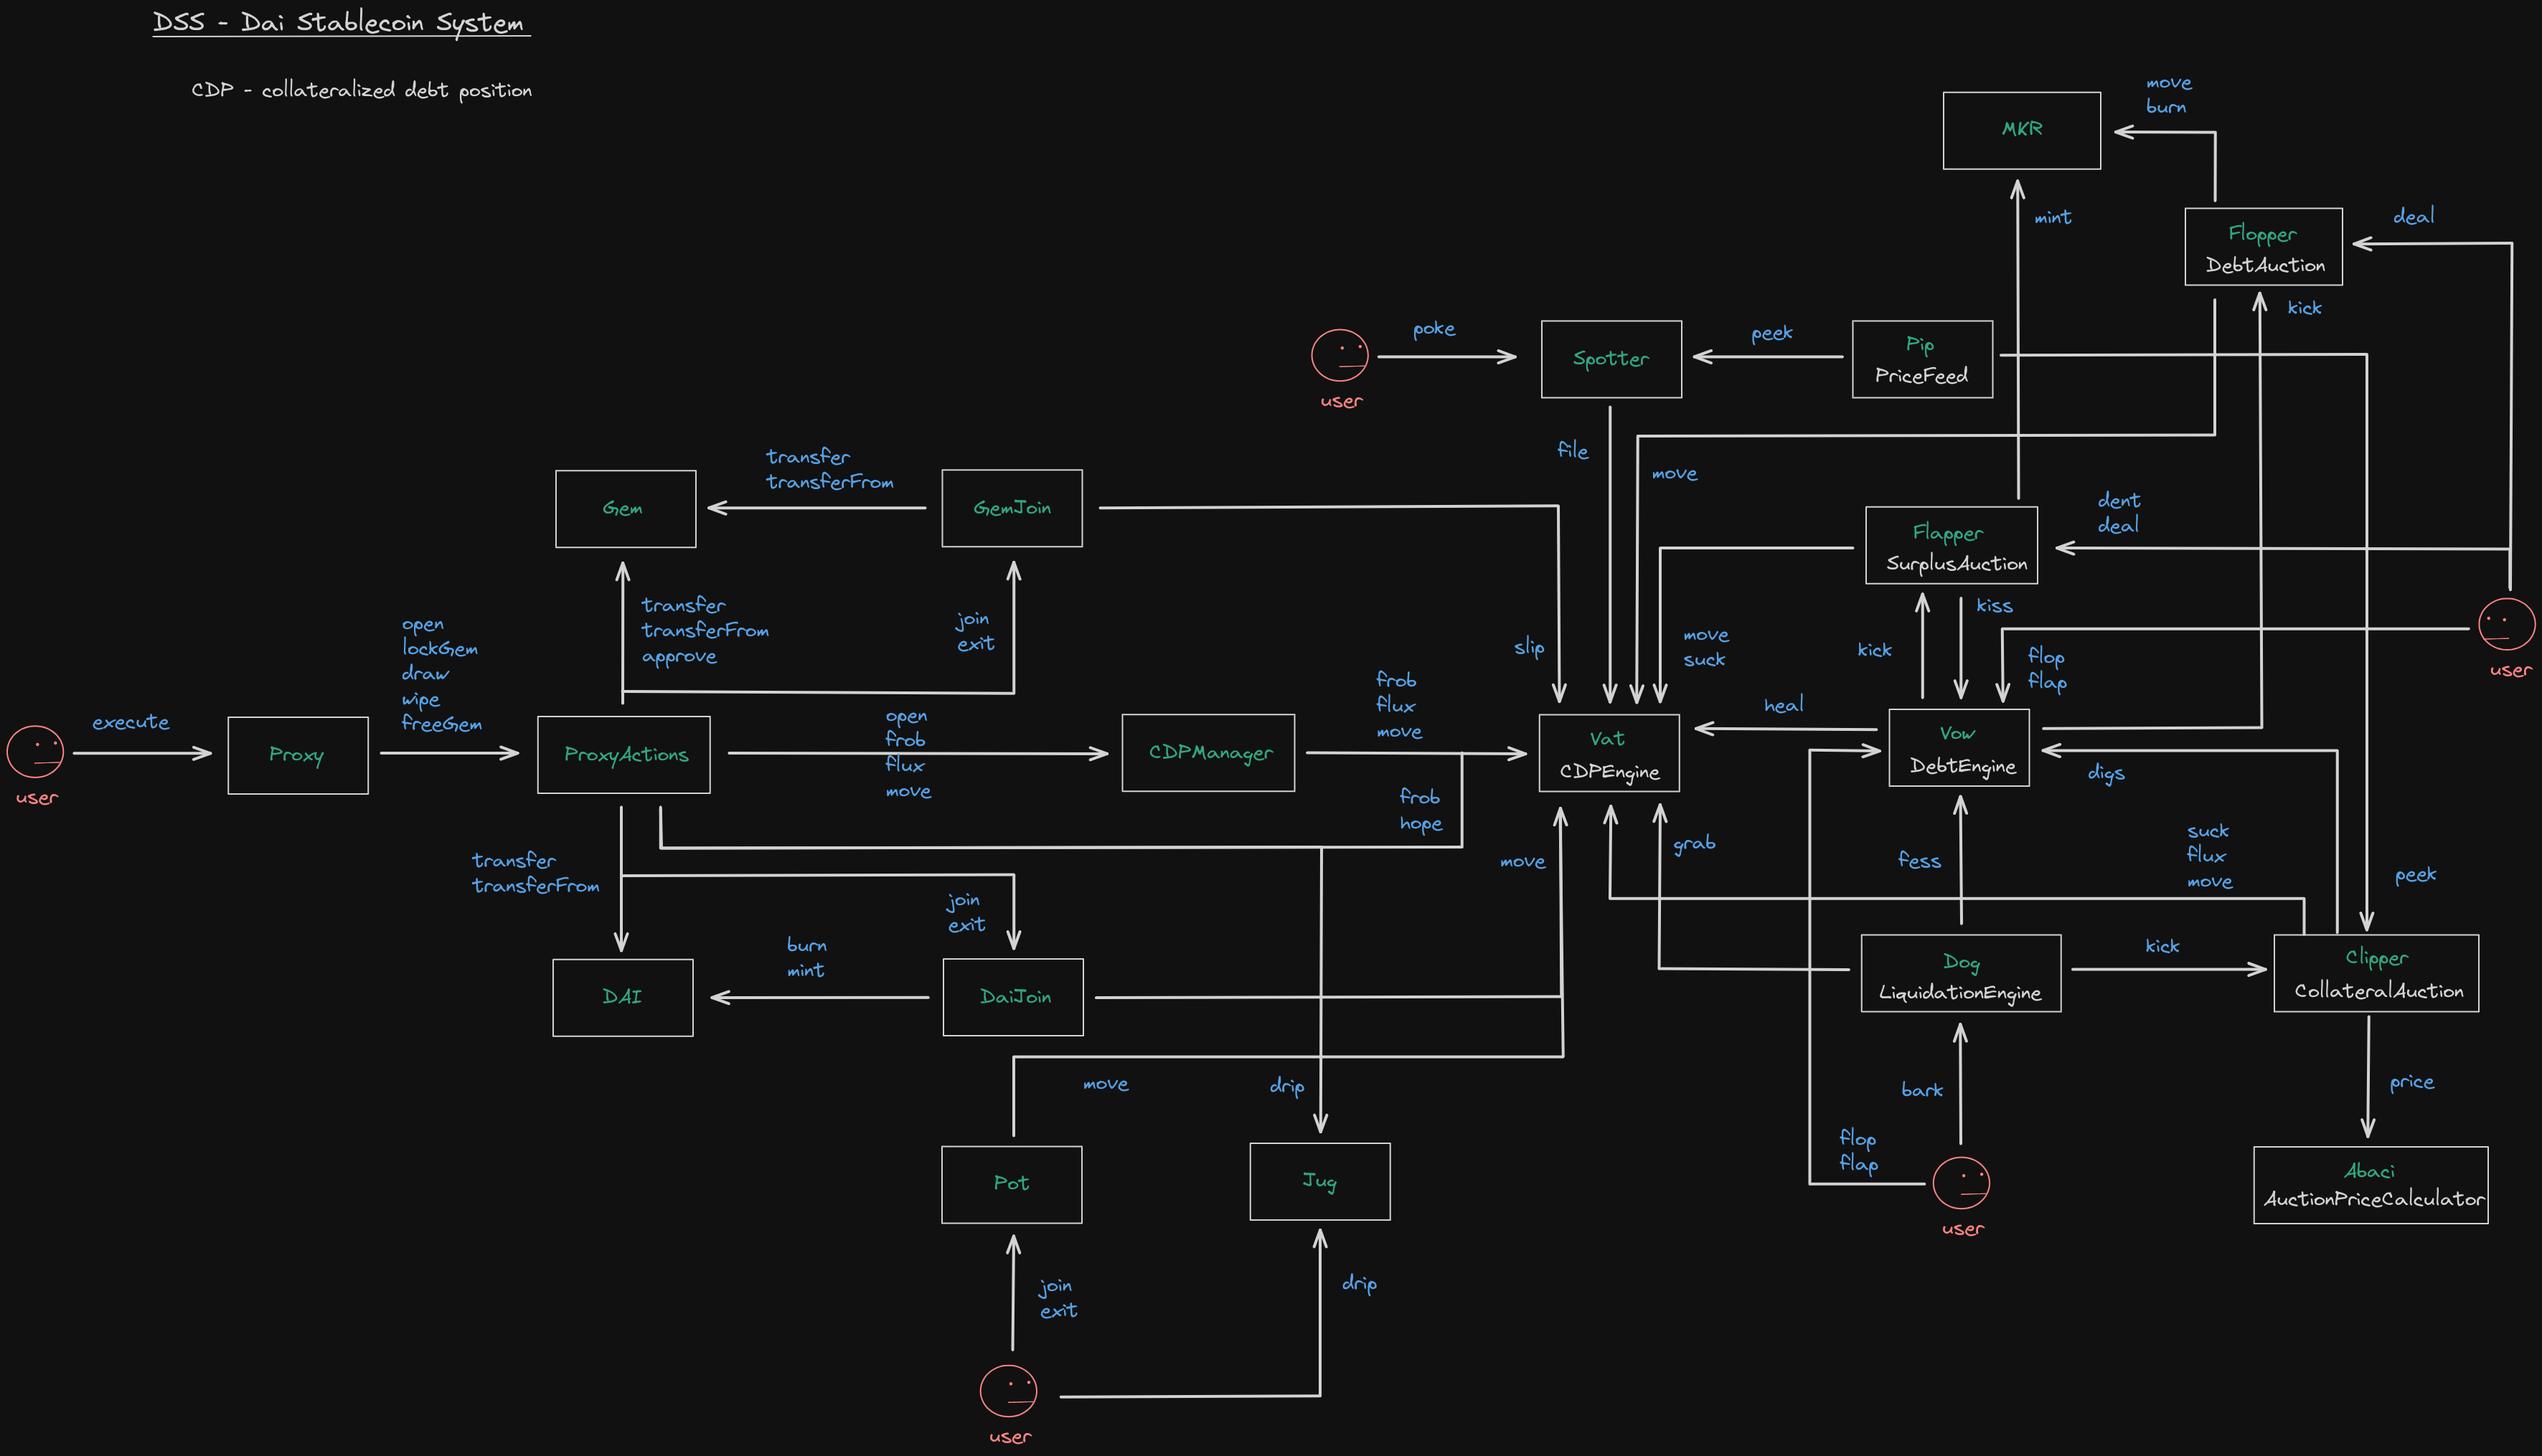 DSS - Dai Stablecoin System
CDP - collateralized debt position
move
burn
MKR
mint
Flopper
DebtAuction
deal
kick
user
poke
Spotter
peek
Pip
PriceFeed
file
move
transfer
transferFrom
Gem
GemJoin
Flapper
SurplusAuction
dent
deal
transfer
transferFrom
approve
join
exit
slip
move
suck
kick
kiss
flop
flap
user
open
lockGem
draw
wipe
freeGem
execute
user
Proxy
ProxyActions
open
frob
flux
move
CDPManager
frob
flux
move
Vat
CDPEngine
heal
Vow
DebtEngine
digs
frob
hope
transfer
transferFrom
join
exit
move
grab
fess
suck
flux
move
peek
burn
mint
DAI
DaiJoin
Dog
LiquidationEngine
kick
Clipper
CollateralAuction
move
drip
bark
price
flop
flap
Pot
Jug
user
Abaci
AuctionPriceCalculator
join
exit
drip
user